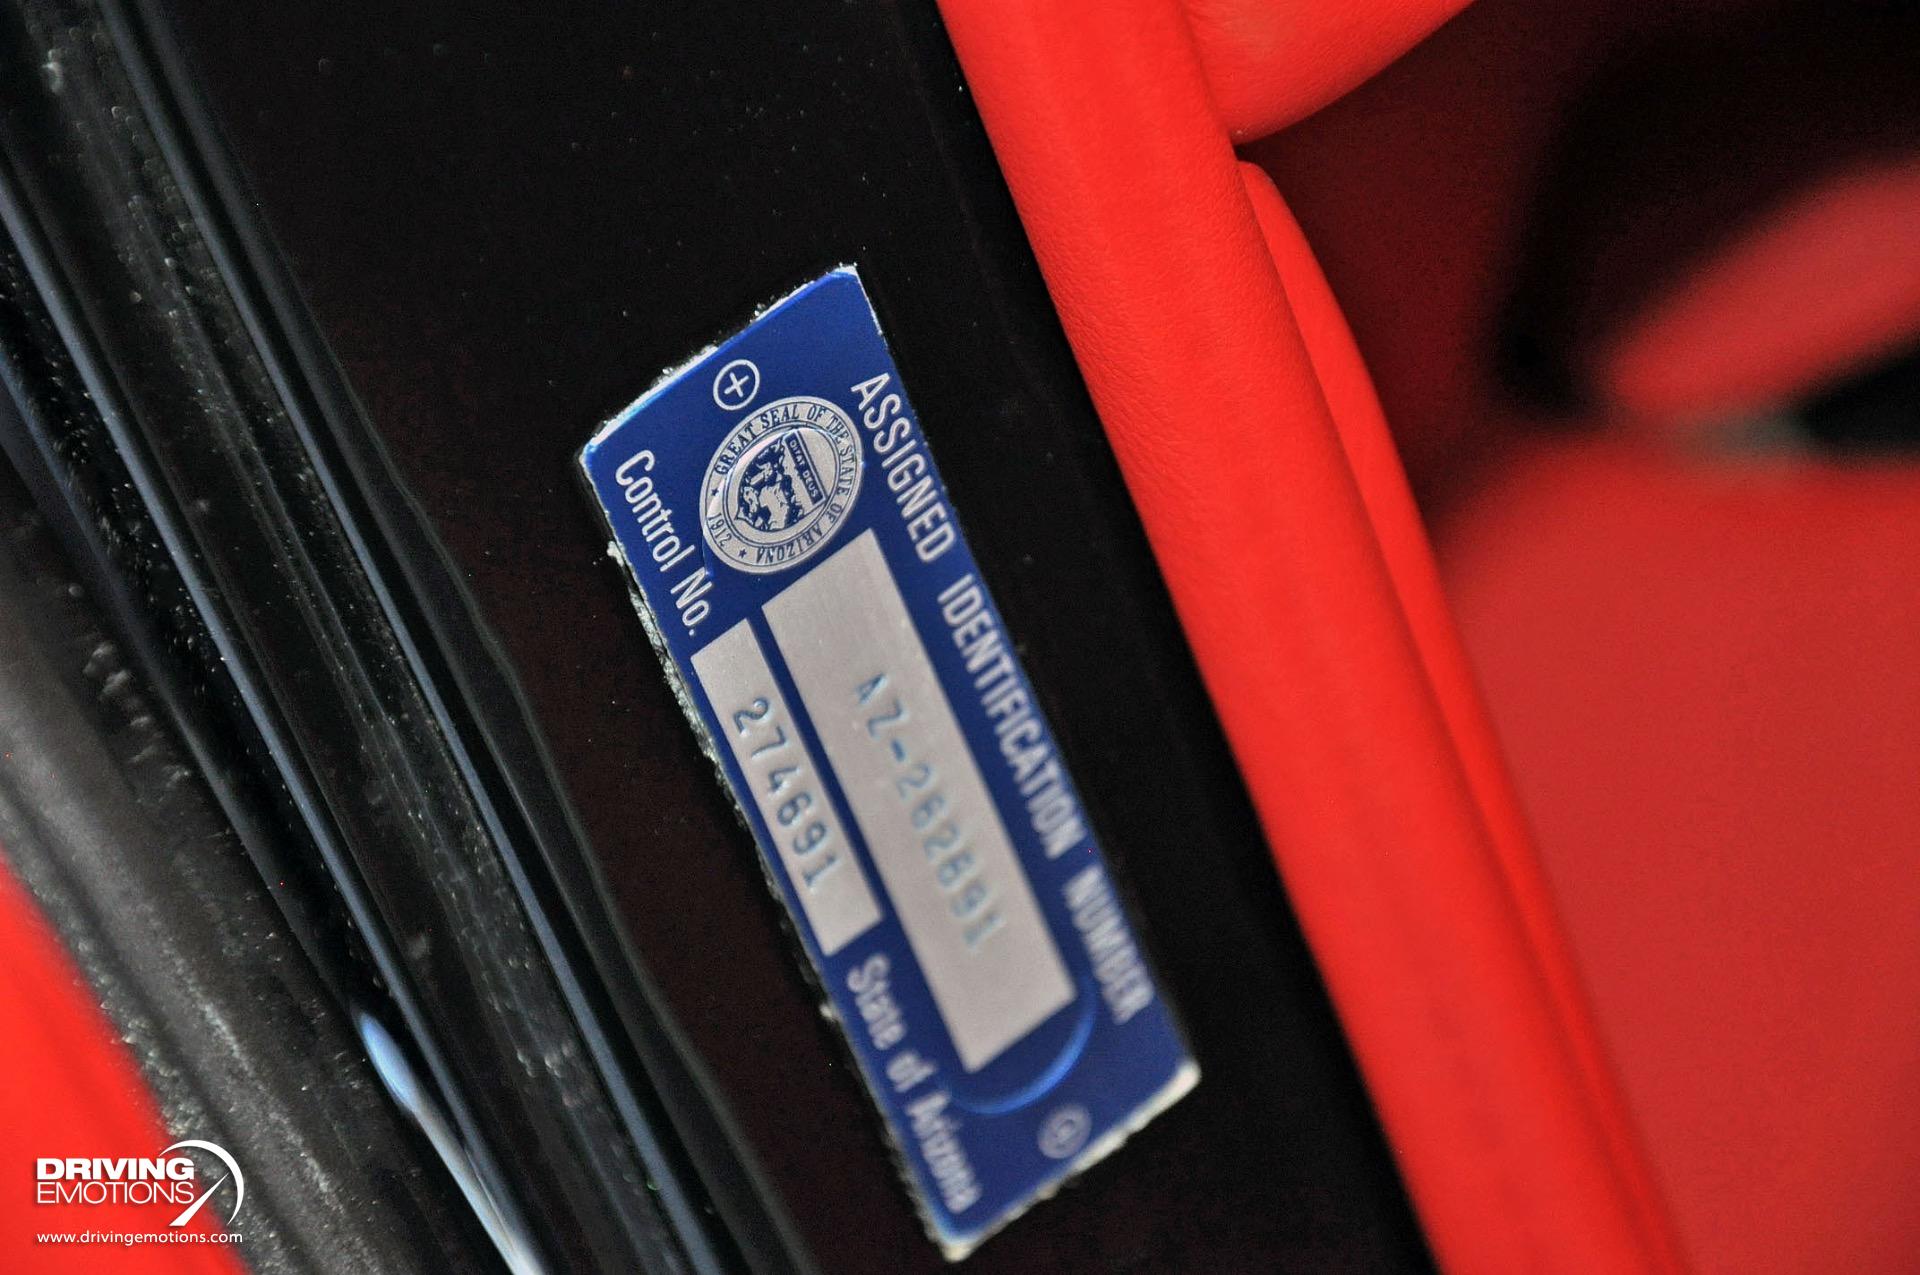 ASSIGNED IDENTIFICATION NUMBER
GREAT SEAL OF THE STATE OF ARIZONA
DITAT DEUS
1912
AZ-262691
Control No. 274691 State of Arizona
DRIVING
EMOTIONS
www.drivingemotions.com